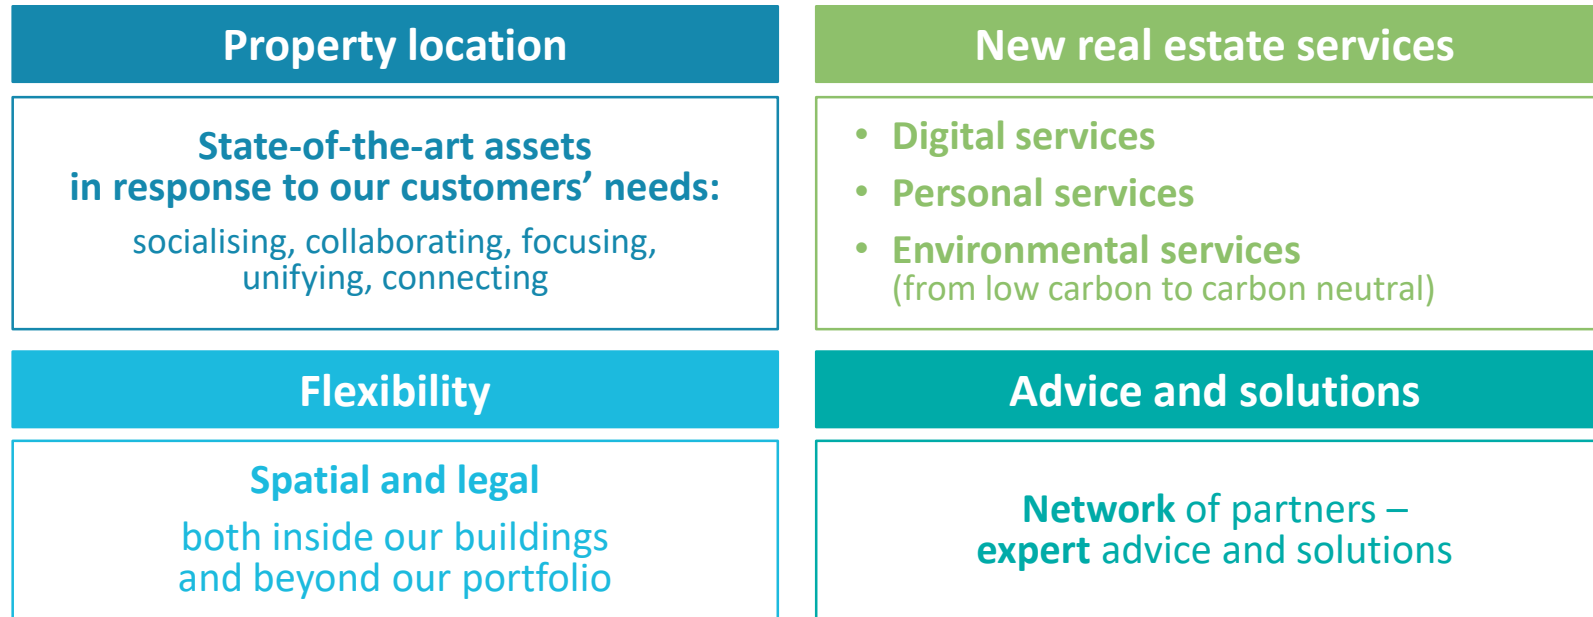 Property location
State-of-the-art assets
in response to our customers’ needs:
socialising, collaborating, focusing,
unifying, connecting
New real estate services
• Digital services
• Personal services
• Environmental services
(from low carbon to carbon neutral)
Flexibility
Spatial and legal
both inside our buildings
and beyond our portfolio
Advice and solutions
Network of partners –
expert advice and solutions